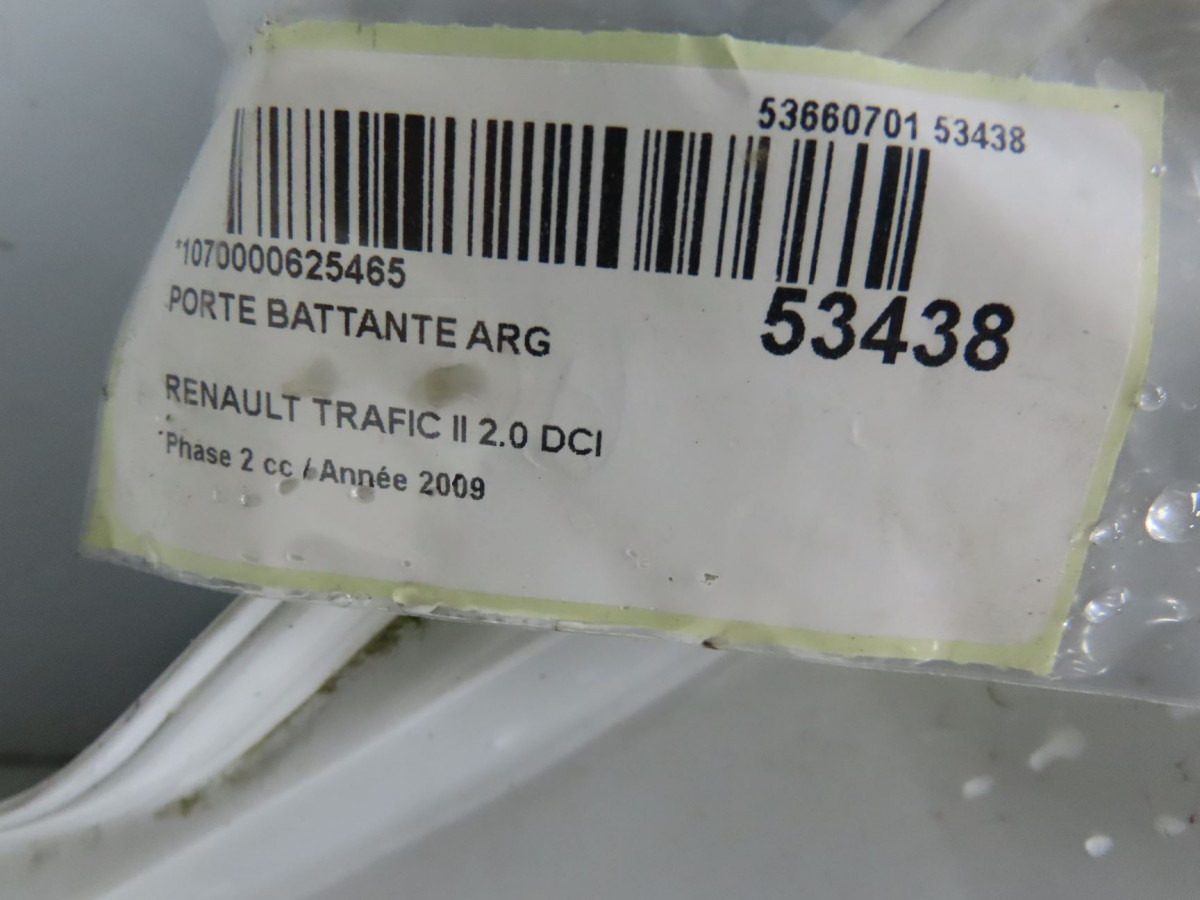 53660701 53438
*1070000625465
53438
PORTE BATTANTE ARG
RENAULT TRAFIC II 2.0 DCI
Phase 2 cc / Année 2009